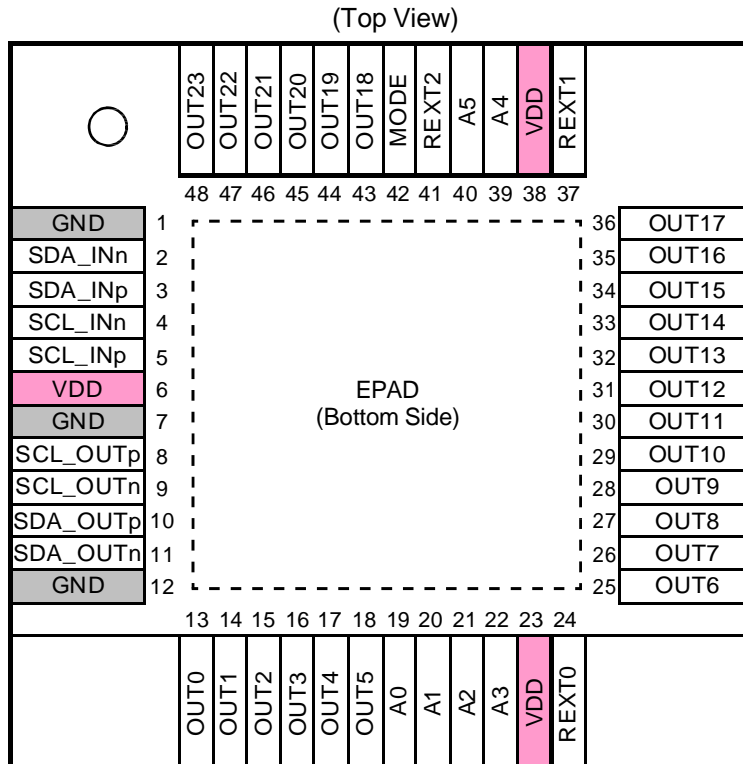 (Top View)
OUT23 OUT22 OUT21 OUT20 OUT19 OUT18 MODE REXT2 A5 A4 VDD REXT1
48 47 46 45 44 43 42 41 40 39 38 37
GND 1 36 OUT17
SDA_INn 2 35 OUT16
SDA_INp 3 34 OUT15
SCL_INn 4 33 OUT14
SCL_INp 5 32 OUT13
VDD 6 EPAD 31 OUT12
GND 7 (Bottom Side) 30 OUT11
SCL_OUTp 8 29 OUT10
SCL_OUTn 9 28 OUT9
SDA_OUTp 10 27 OUT8
SDA_OUTn 11 26 OUT7
GND 12 25 OUT6
13 14 15 16 17 18 19 20 21 22 23 24
OUT0 OUT1 OUT2 OUT3 OUT4 OUT5 A0 A1 A2 A3 VDD REXT0